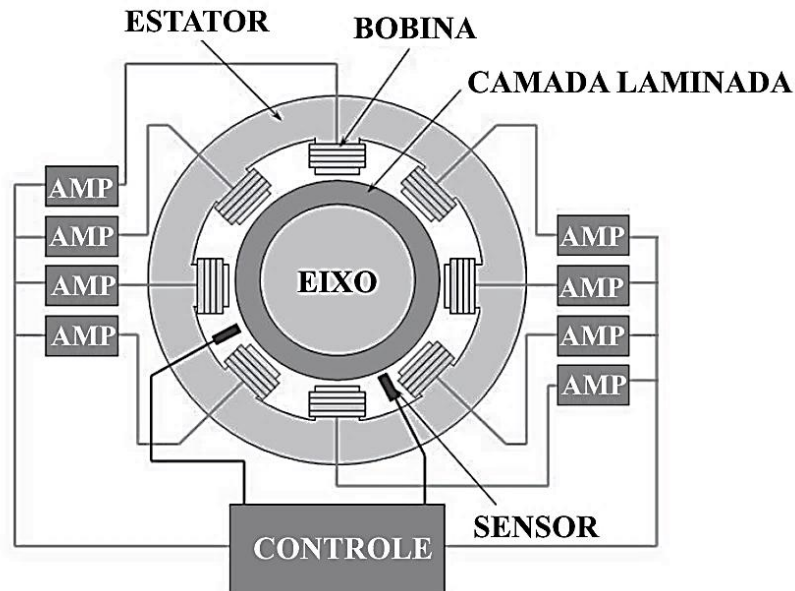 ESTATOR
BOBINA
CAMADA LAMINADA
AMP
AMP
AMP
AMP
EIXO
AMP
AMP
AMP
AMP
SENSOR
CONTROLE